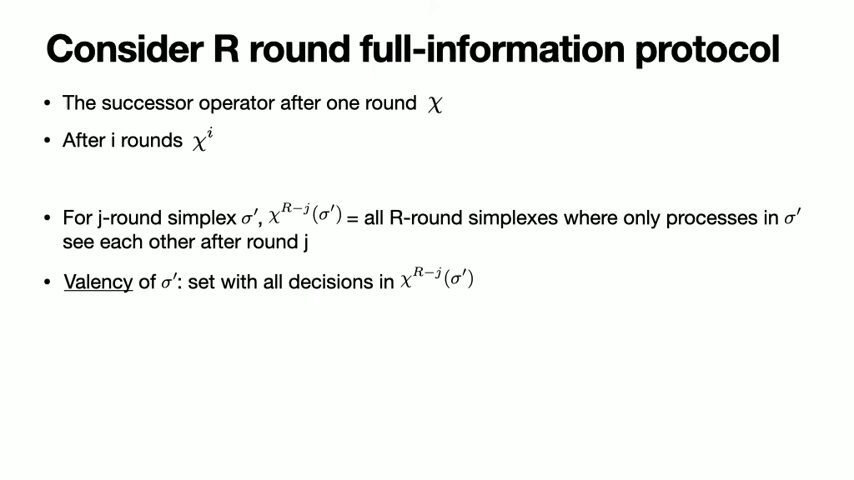 Consider R round full-information protocol
• The successor operator after one round χ
• After i rounds χ^i
• For j-round simplex σ′, χ^{R−j}(σ′) = all R-round simplexes where only processes in σ′
see each other after round j
• Valency of σ′: set with all decisions in χ^{R−j}(σ′)